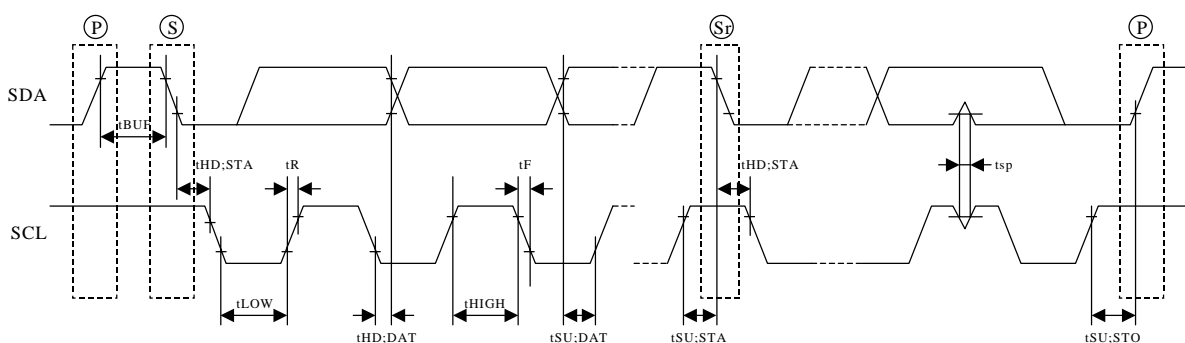 P
S
Sr
P
SDA
tBUF
tHD;STA
tR
tF
tHD;STA
tsp
SCL
tLOW
tHD;DAT
tHIGH
tSU;DAT
tSU;STA
tSU;STO